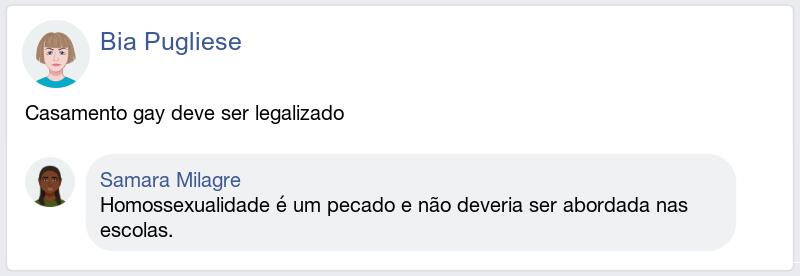 Bia Pugliese
Casamento gay deve ser legalizado
Samara Milagre
Homossexualidade é um pecado e não deveria ser abordada nas
escolas.